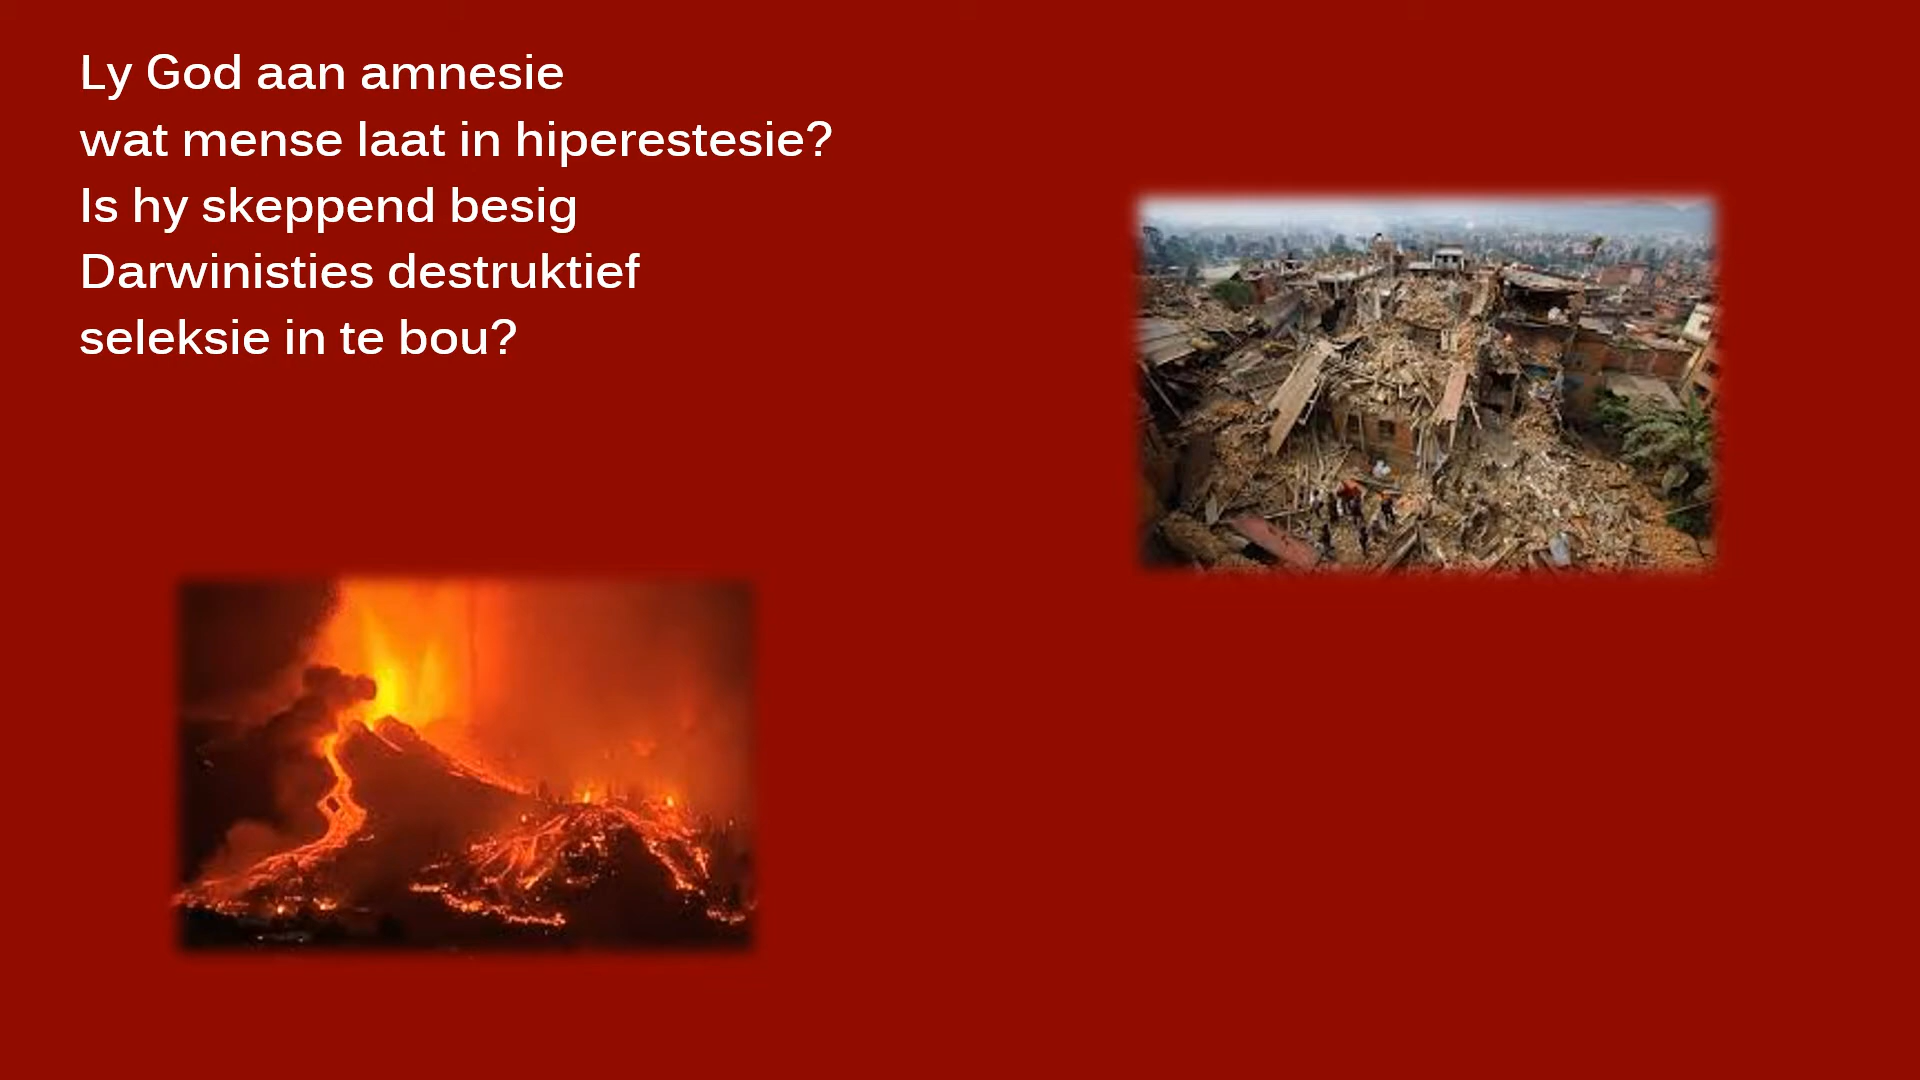 Ly God aan amnesie
wat mense laat in hiperestesie?
Is hy skeppend besig
Darwinisties destruktief
seleksie in te bou?